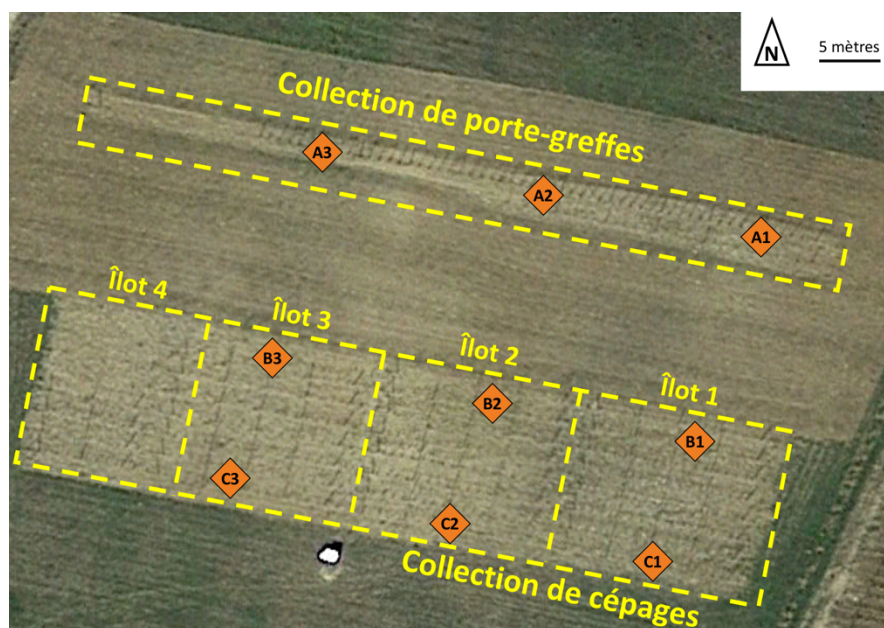 N
5 mètres
Collection de porte-greffes
A3
A2
A1
Îlot 4
Îlot 3
Îlot 2
Îlot 1
B3
B2
B1
C3
C2
C1
Collection de cépages